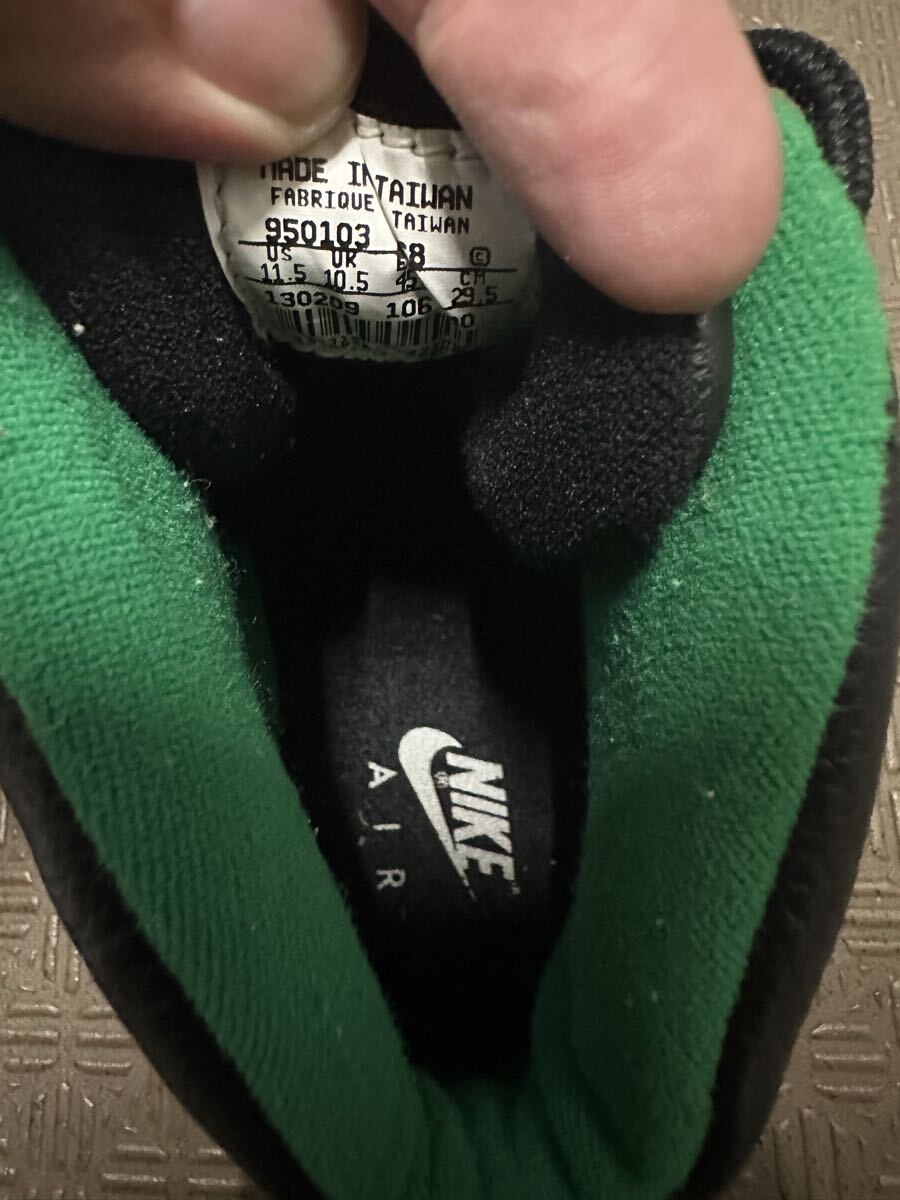 MADE IN TAIWAN
FABRIQUE TAIWAN
950103 ©
US UK CM
11.5 10.5 29.5
130209 106
NIKE
AIR